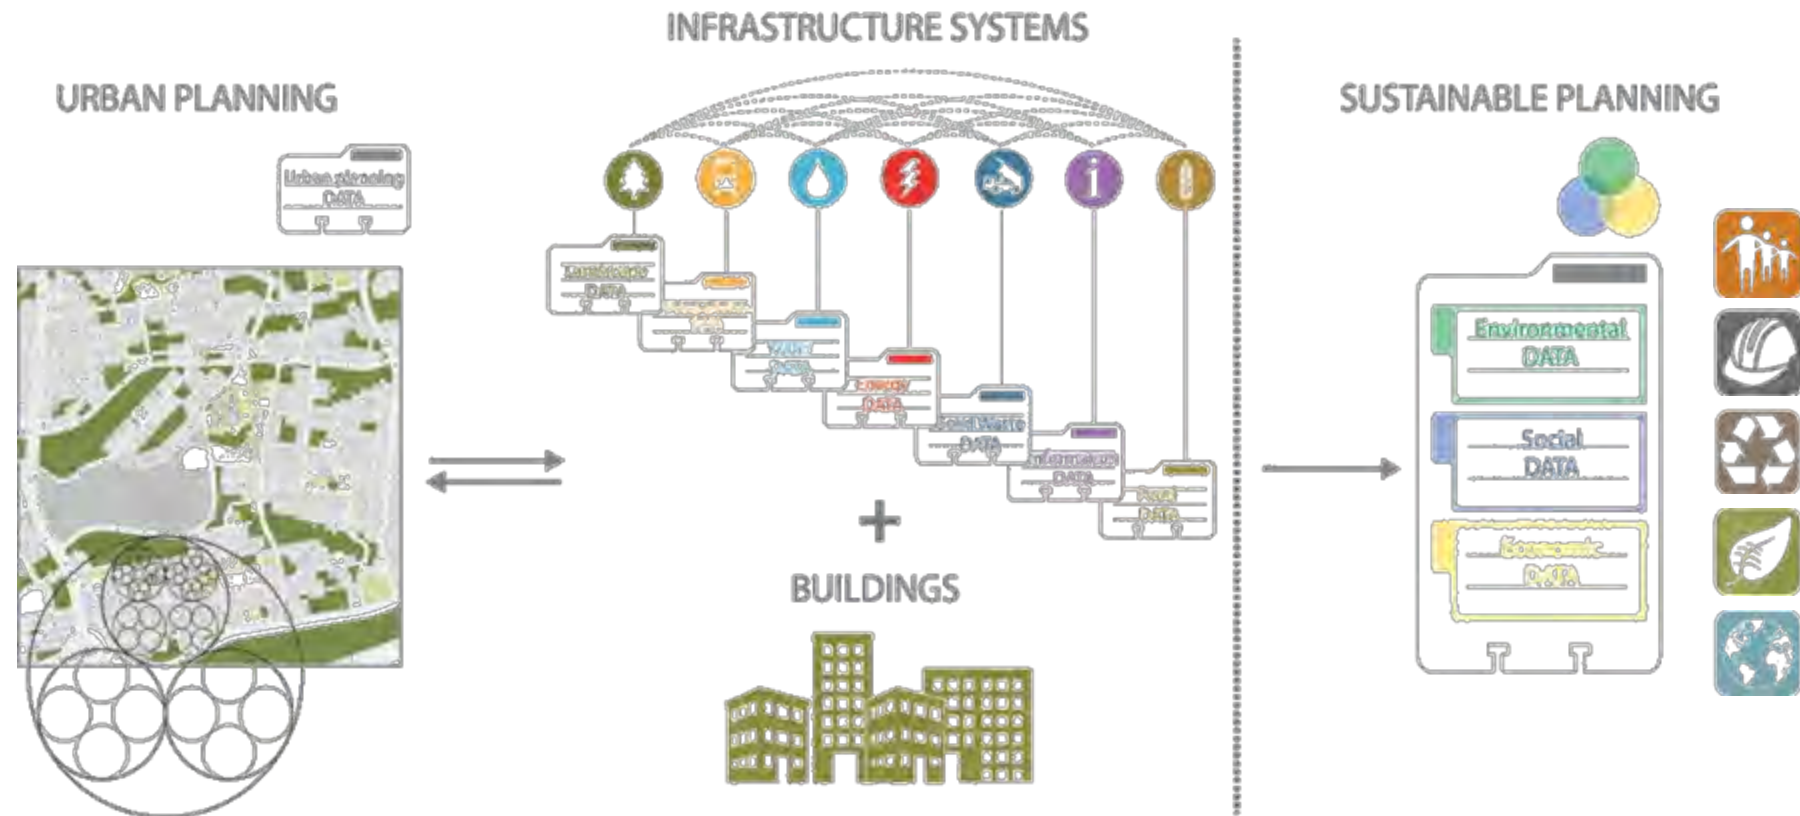 INFRASTRUCTURE SYSTEMS
URBAN PLANNING
SUSTAINABLE PLANNING
Urban planning
DATA
DATA
Water
DATA
Energy
DATA
Solid Waste
DATA
Information
DATA
Food
DATA
Environmental
DATA
Social
DATA
Economic
DATA
BUILDINGS